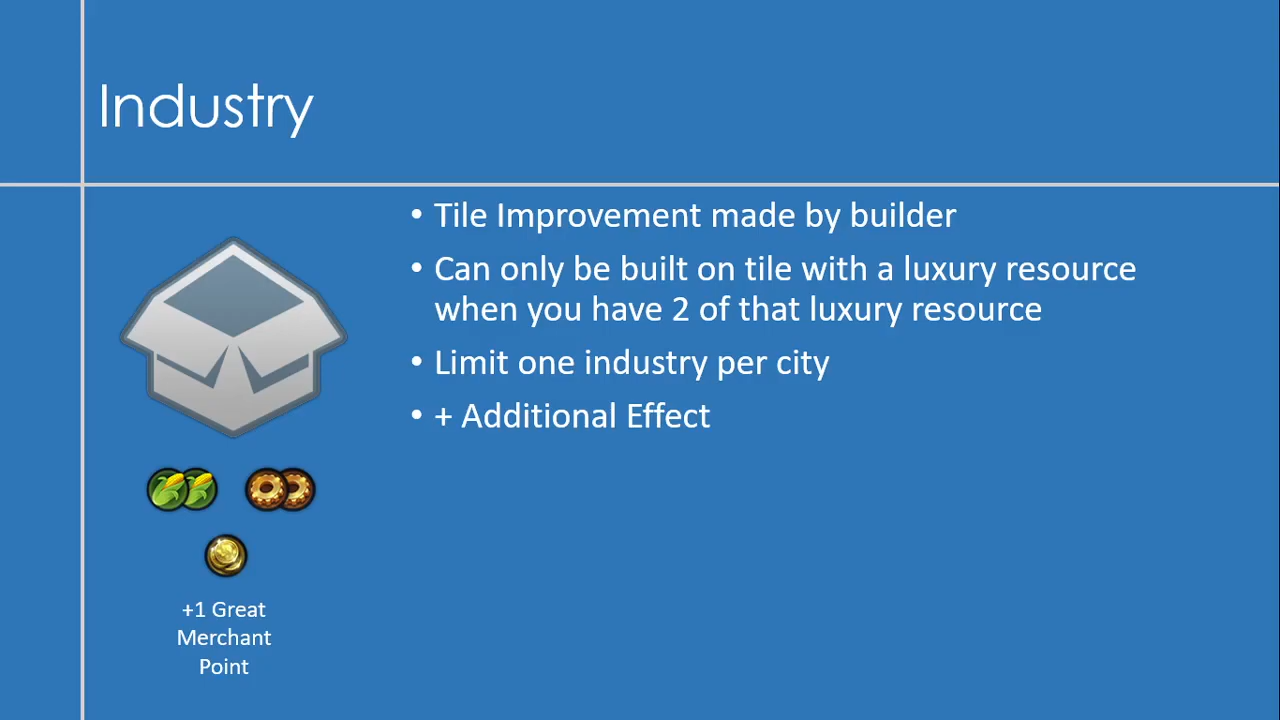 Industry
• Tile Improvement made by builder
• Can only be built on tile with a luxury resource
when you have 2 of that luxury resource
• Limit one industry per city
• + Additional Effect
+1 Great
Merchant
Point